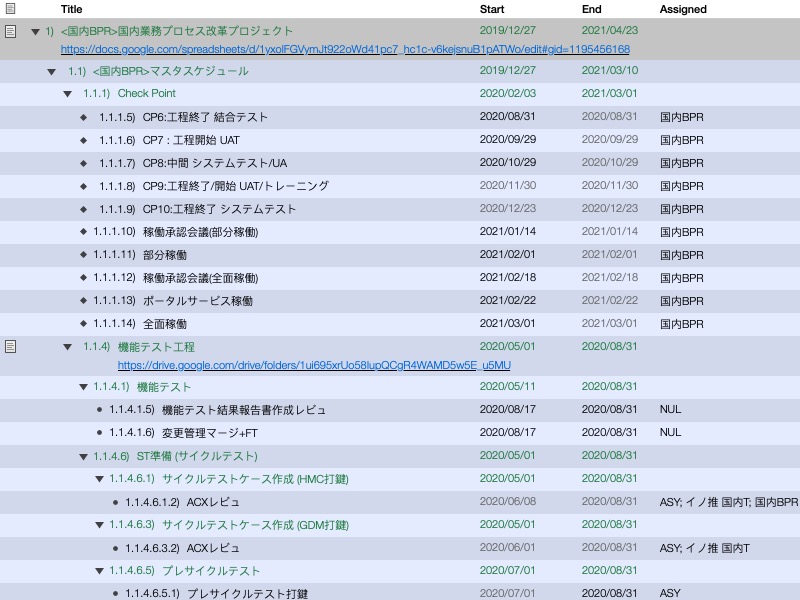 Title Start End Assigned
1) <国内BPR>国内業務プロセス改革プロジェクト 2019/12/27 2021/04/23
https://docs.google.com/spreadsheets/d/1yxolFGVymJt922oWd41pc7_hc1c-v6kejsnuB1pATWo/edit#gid=1195456168
1.1) <国内BPR>マスタスケジュール 2019/12/27 2021/03/10
1.1.1) Check Point 2020/02/03 2021/03/01
1.1.1.5) CP6:工程終了 結合テスト 2020/08/31 2020/08/31 国内BPR
1.1.1.6) CP7 : 工程開始 UAT 2020/09/29 2020/09/29 国内BPR
1.1.1.7) CP8:中間 システムテスト/UA 2020/10/29 2020/10/29 国内BPR
1.1.1.8) CP9:工程終了/開始 UAT/トレーニング 2020/11/30 2020/11/30 国内BPR
1.1.1.9) CP10:工程終了 システムテスト 2020/12/23 2020/12/23 国内BPR
1.1.1.10) 稼働承認会議(部分稼働) 2021/01/14 2021/01/14 国内BPR
1.1.1.11) 部分稼働 2021/02/01 2021/02/01 国内BPR
1.1.1.12) 稼働承認会議(全面稼働) 2021/02/18 2021/02/18 国内BPR
1.1.1.13) ポータルサービス稼働 2021/02/22 2021/02/22 国内BPR
1.1.1.14) 全面稼働 2021/03/01 2021/03/01 国内BPR
1.1.4) 機能テスト工程 2020/05/01 2020/08/31
https://drive.google.com/drive/folders/1ui695xrUo58IupQCgR4WAMD5w5E_u5MU
1.1.4.1) 機能テスト 2020/05/11 2020/08/31
1.1.4.1.5) 機能テスト結果報告書作成レビュ 2020/08/17 2020/08/31 NUL
1.1.4.1.6) 変更管理マージ+FT 2020/08/17 2020/08/31 NUL
1.1.4.6) ST準備 (サイクルテスト) 2020/05/01 2020/08/31
1.1.4.6.1) サイクルテストケース作成 (HMC打鍵) 2020/05/01 2020/08/31
1.1.4.6.1.2) ACXレビュ 2020/06/08 2020/08/31 ASY; イノ推 国内T; 国内BPR
1.1.4.6.3) サイクルテストケース作成 (GDM打鍵) 2020/05/01 2020/08/31
1.1.4.6.3.2) ACXレビュ 2020/06/01 2020/08/31 ASY; イノ推 国内T
1.1.4.6.5) プレサイクルテスト 2020/07/01 2020/08/31
1.1.4.6.5.1) プレサイクルテスト打鍵 2020/07/01 2020/08/31 ASY